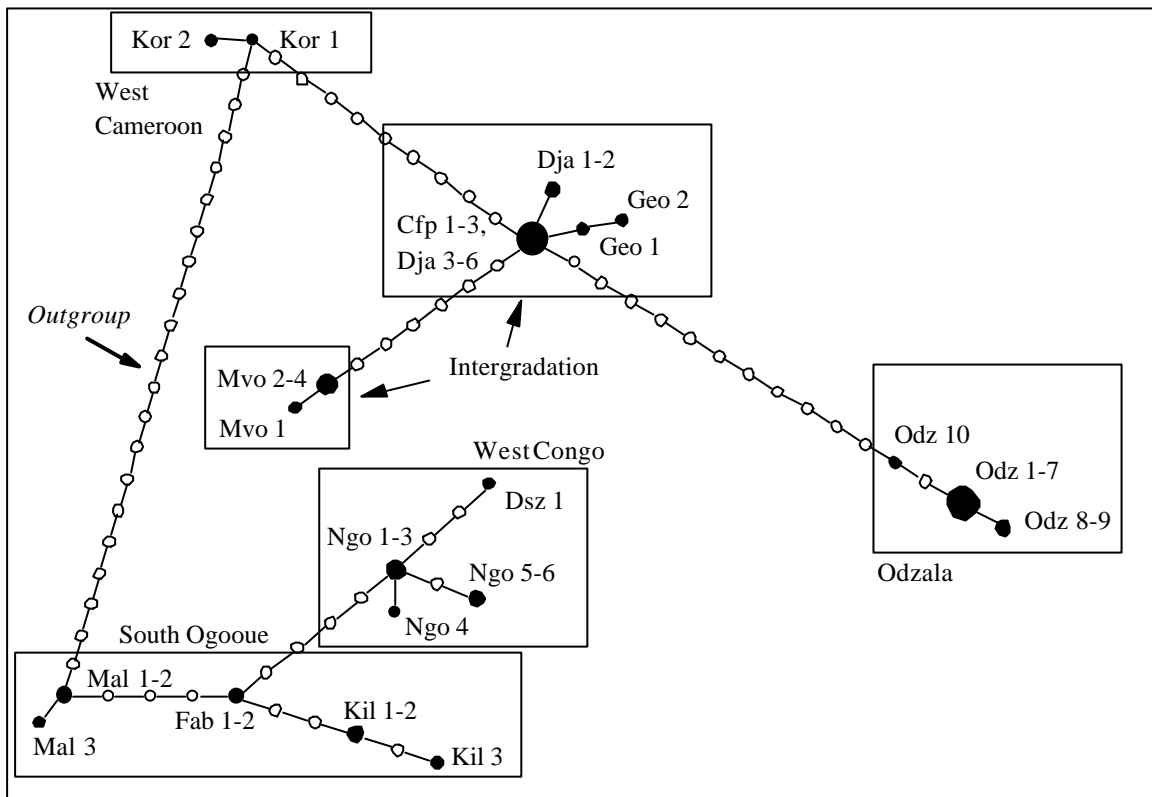 Kor 2
Kor 1
West
Cameroon
Dja 1-2
Geo 2
Cfp 1-3,
Geo 1
Dja 3-6
Outgroup
Intergradation
Mvo 2-4
Mvo 1
Odz 10
Odz 1-7
Odz 8-9
Odzala
West Congo
Dsz 1
Ngo 1-3
Ngo 5-6
Ngo 4
South Ogooue
Mal 1-2
Fab 1-2
Kil 1-2
Mal 3
Kil 3